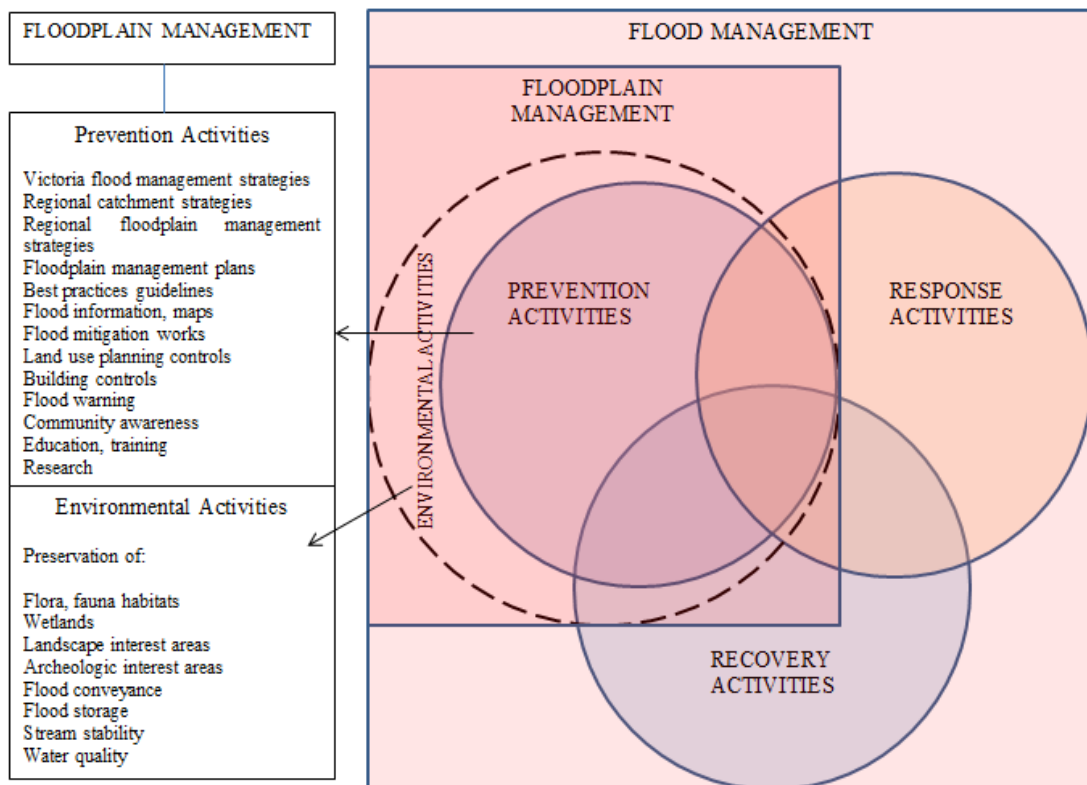 FLOODPLAIN MANAGEMENT
Prevention Activities
Victoria flood management strategies
Regional catchment strategies
Regional floodplain management
strategies
Floodplain management plans
Best practices guidelines
Flood information, maps
Flood mitigation works
Land use planning controls
Building controls
Flood warning
Community awareness
Education, training
Research
Environmental Activities
Preservation of:
Flora, fauna habitats
Wetlands
Landscape interest areas
Archeologic interest areas
Flood conveyance
Flood storage
Stream stability
Water quality
FLOOD MANAGEMENT
FLOODPLAIN
MANAGEMENT
ENVIRONMENTAL ACTIVITIES
PREVENTION
ACTIVITIES
RESPONSE
ACTIVITIES
RECOVERY
ACTIVITIES